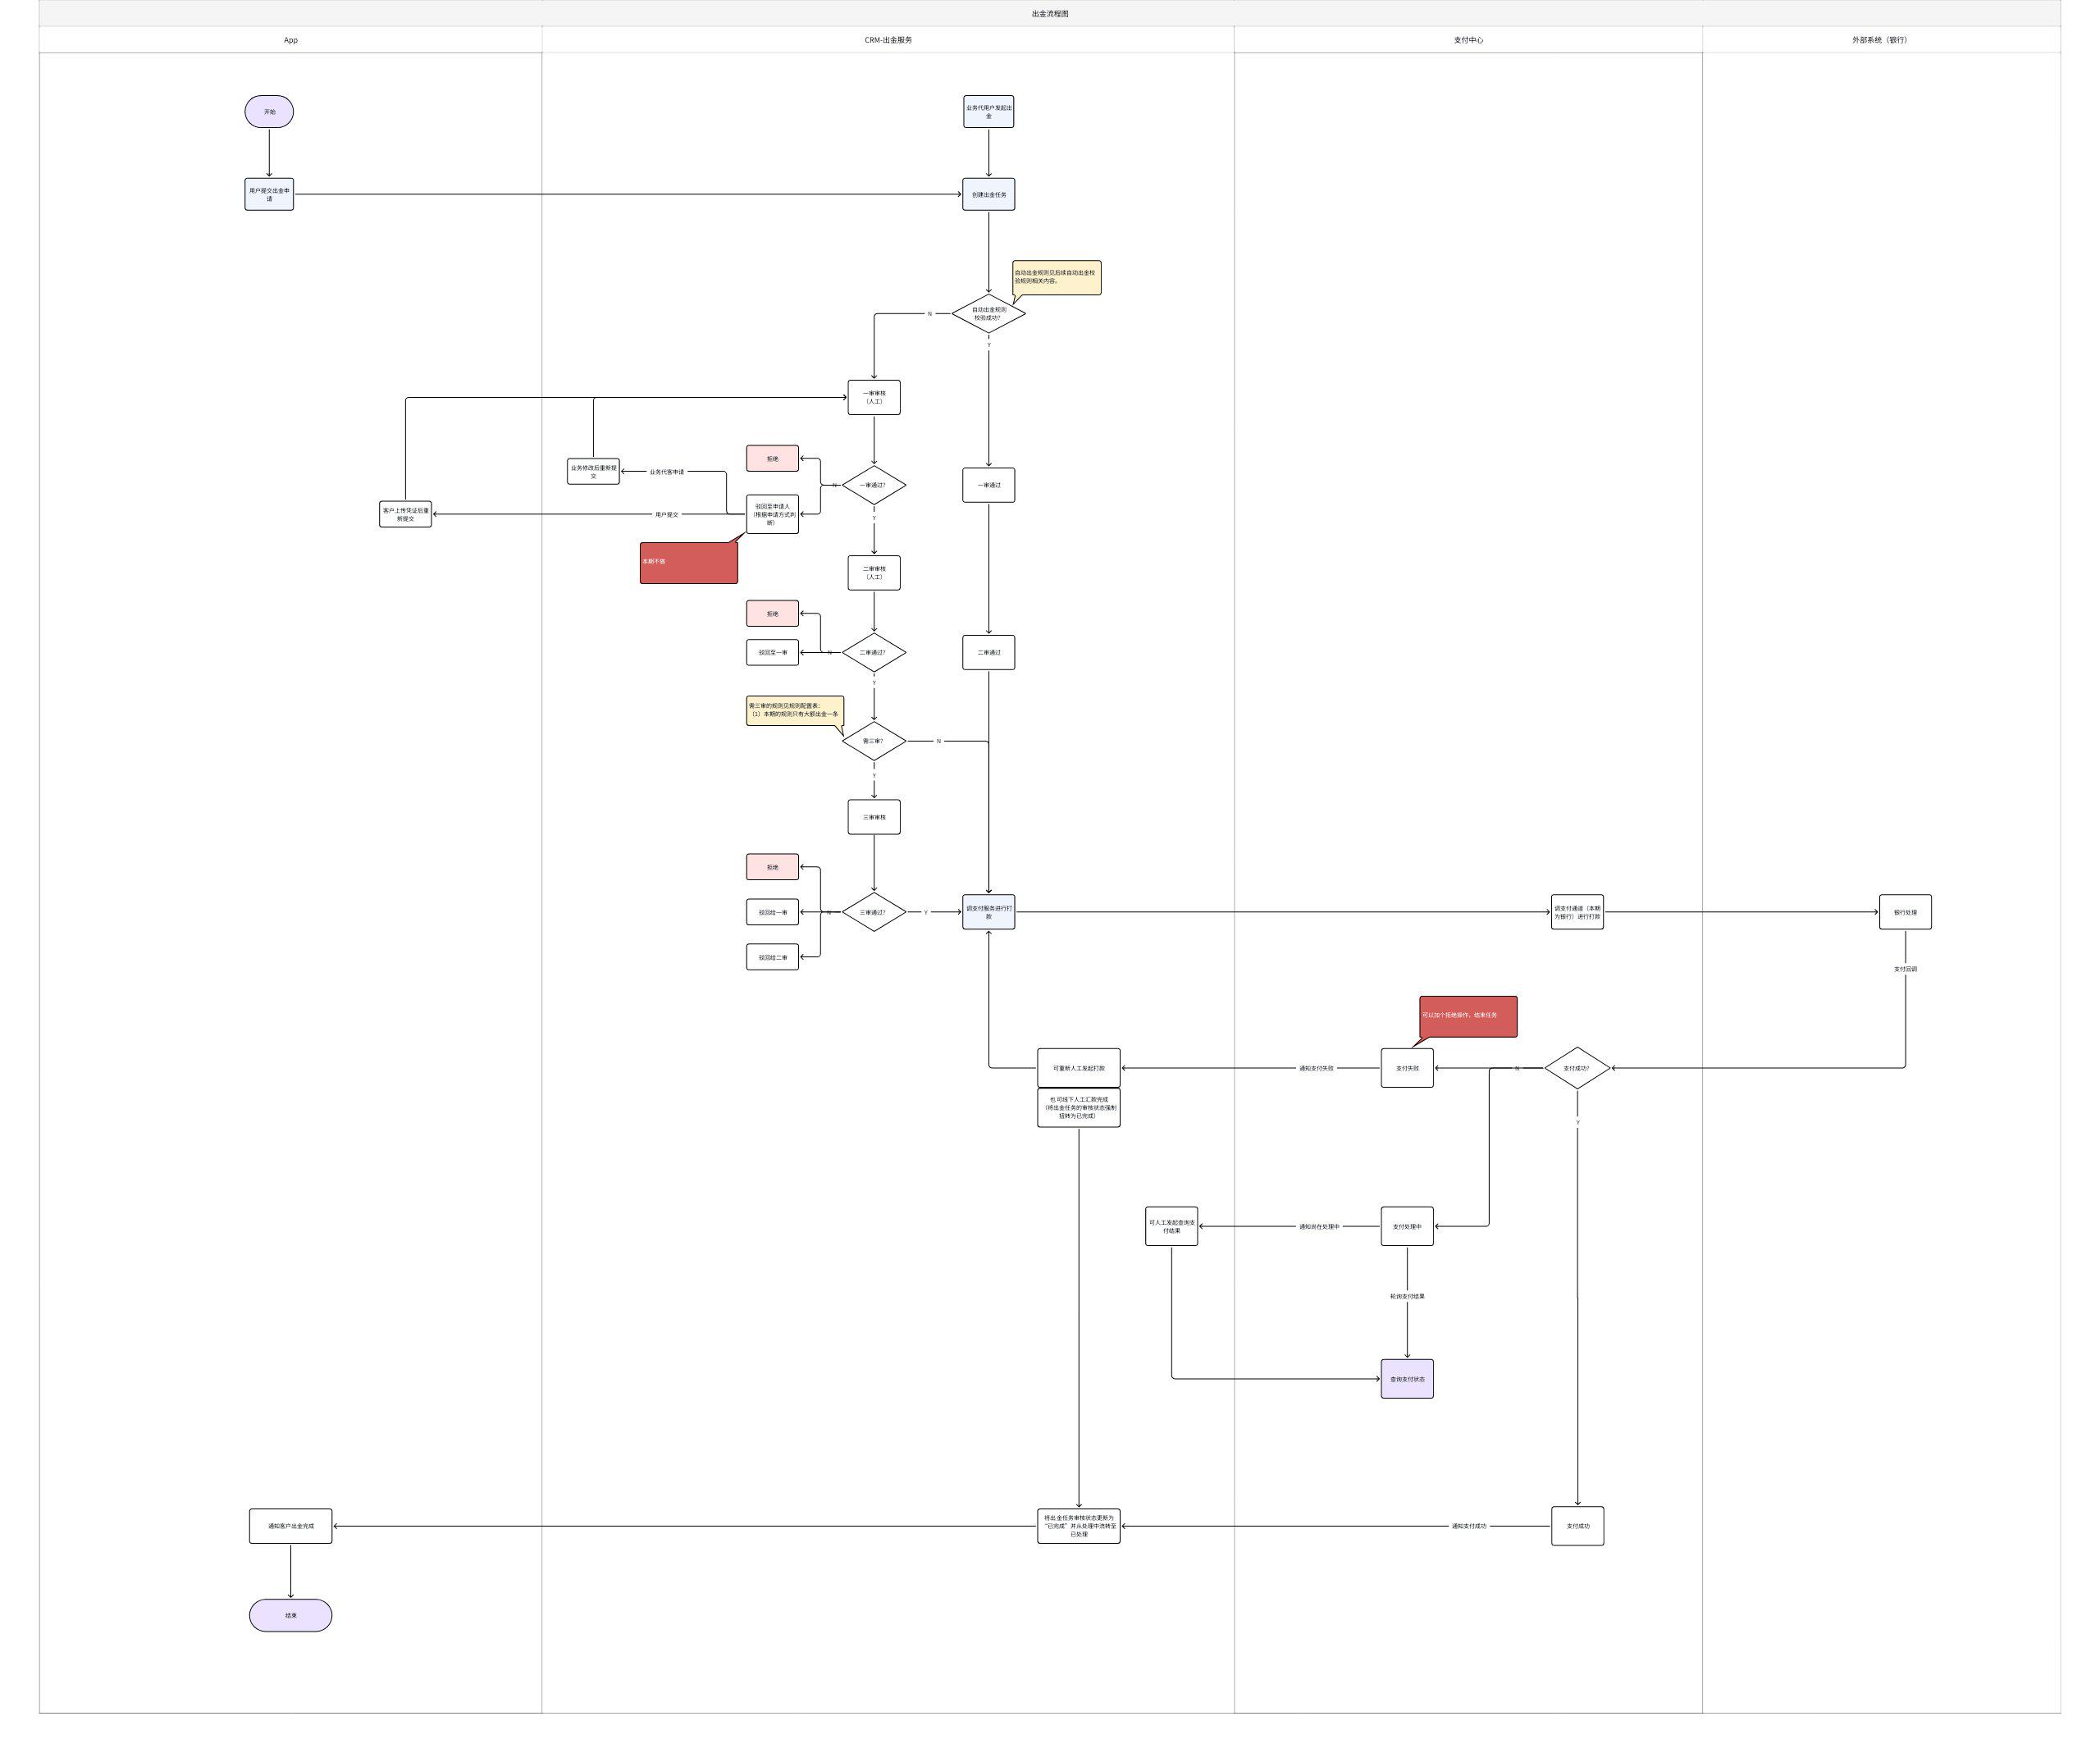 出金流程图
App
CRM-出金服务
支付中心
外部系统（银行）
开始
业务代用户发起出
金
用户提交出金申
请
创建出金任务
自动出金规则见后续自动出金校
验规则相关内容。
自动出金规则
校验成功?
N
Y
一审审核
（人工）
拒绝
业务修改后重新提
交
业务代客申请
一审通过?
N
一审通过
客户上传凭证后重
新提交
用户提交
驳回至申请人
（根据申请方式判
断）
Y
本期不做
二审审核
（人工）
拒绝
二审通过?
N
驳回至一审
二审通过
Y
需三审的规则见规则配置表：
（1）本期的规则只有大额出金一条
需三审?
N
Y
三审审核
拒绝
驳回给一审
N
三审通过?
Y
调支付服务进行打
款
调支付通道（本期
为银行）进行打款
银行处理
驳回给二审
支付回调
可以加个拒绝操作，结束任务
可重新人工发起打款
通知支付失败
支付失败
N
支付成功?
也可线下人工汇款完成
（将出金任务的审核状态强制
扭转为已完成）
Y
可人工发起查询支
付结果
通知尚在处理中
支付处理中
轮询支付结果
查询支付状态
通知客户出金完成
将出金任务审核状态更新为
“已完成”并从处理中流转至
已处理
通知支付成功
支付成功
结束